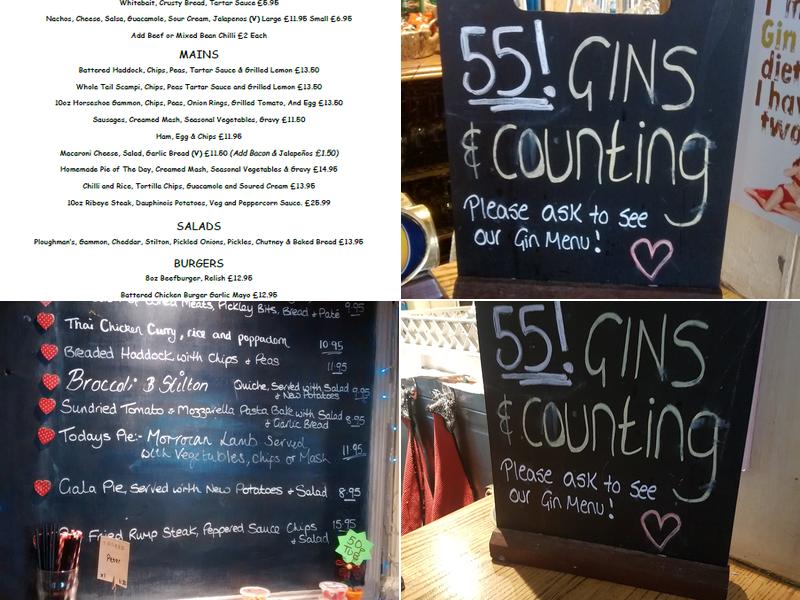 Whitebait, Crusty Bread, Tartar Sauce £6.95
Nachos, Cheese, Salsa, Guacamole, Sour Cream, Jalapenos (V) Large £11.95 Small £6.95
Add Beef or Mixed Bean Chilli £2 Each
MAINS
Battered Haddock, Chips, Peas, Tartar Sauce & Grilled Lemon £13.50
Whole Tail Scampi, Chips, Peas Tartar Sauce and Grilled Lemon £13.50
10oz Horseshoe Gammon, Chips, Peas, Onion Rings, Grilled Tomato, And Egg £13.50
Sausages, Creamed Mash, Seasonal Vegetables, Gravy £11.50
Ham, Egg & Chips £11.95
Macaroni Cheese, Salad, Garlic Bread (V) £11.50 (Add Bacon & Jalapeños £1.50)
Homemade Pie of The Day, Creamed Mash, Seasonal Vegetables & Gravy £14.95
Chilli and Rice, Tortilla Chips, Guacamole and Soured Cream £13.95
10oz Ribeye Steak, Dauphinois Potatoes, Veg and Peppercorn Sauce. £25.99
SALADS
Ploughman's, Gammon, Cheddar, Stilton, Pickled Onions, Pickles, Chutney & Baked Bread £13.95
BURGERS
8oz Beefburger, Relish £12.95
Battered Chicken Burger Garlic Mayo £12.95
55! GINS
& COUNTING
Please ask to see
our Gin Menu!
Gin
diet
I hav
two
Meats, Pickley Bits, Bread & Paté 9.95
Thai Chicken Curry, rice and poppadom 10.95
Breaded Haddock with Chips & Peas 11.95
Broccoli & Stilton Quiche, Served with Salad 9.95
& New Potatoes
Sundried Tomato & Mozzarella Pasta Bake with Salad 8.95
& Garlic Bread
Todays Pie:- Morrocan Lamb Served
with Vegetables, chips or Mash 11.95
Gala Pie, Served with New Potatoes & Salad 8.95
Fried Rump Steak, Peppered Sauce Chips 15.95
& Salad
50p
TUB
55! GINS
& COUNTING
Please ask to see
our Gin Menu!